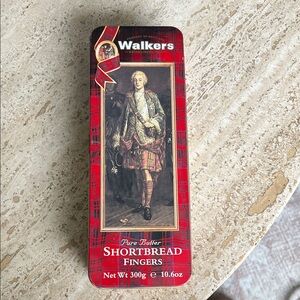 Walkers
Pure Butter
SHORTBREAD
FINGERS
Net Wt 300g ℮ 10.6oz